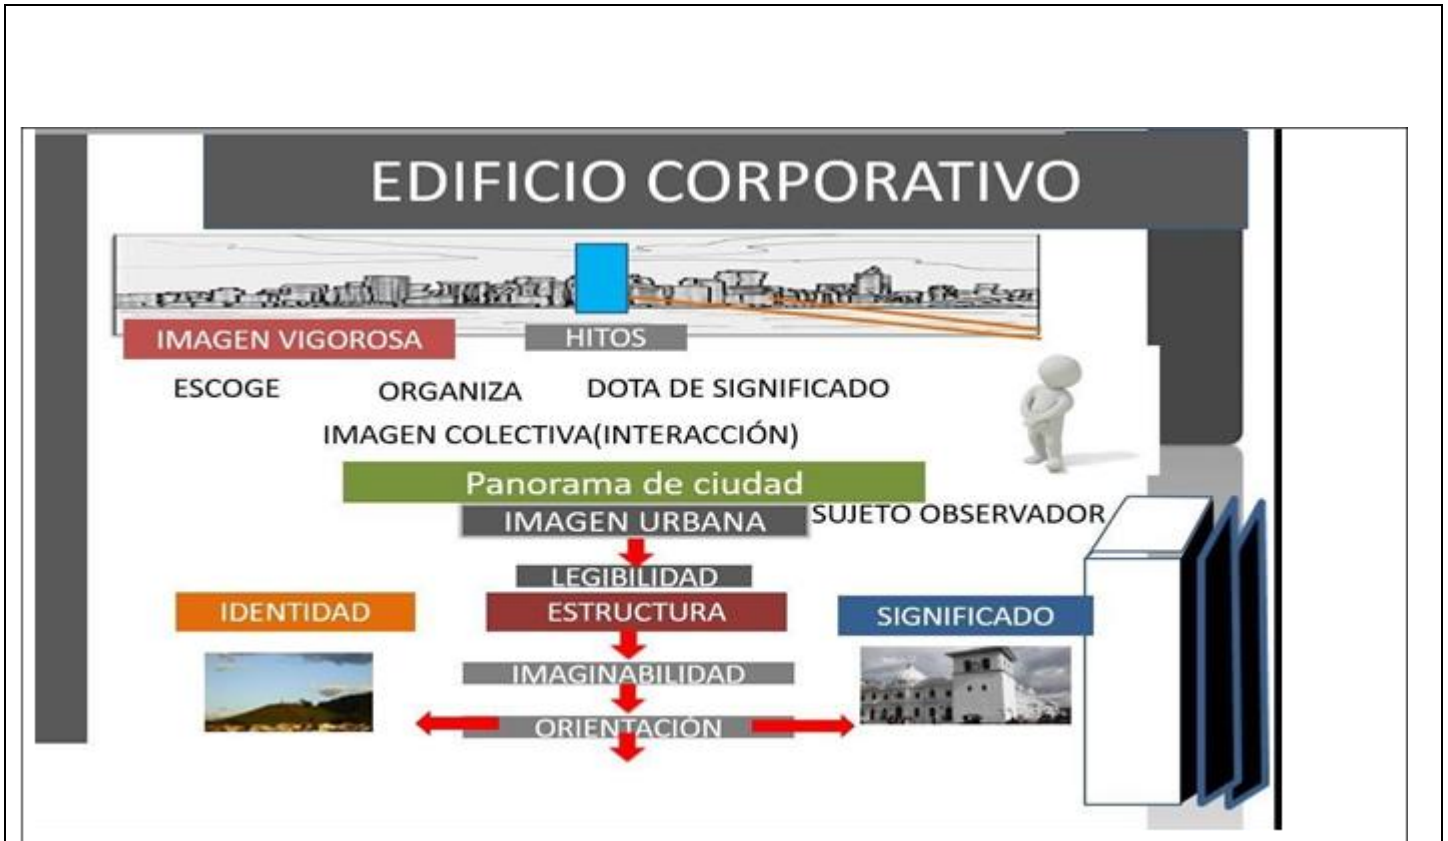 EDIFICIO CORPORATIVO
IMAGEN VIGOROSA
HITOS
ESCOGE
ORGANIZA
DOTA DE SIGNIFICADO
IMAGEN COLECTIVA(INTERACCIÓN)
Panorama de ciudad
IMAGEN URBANA
SUJETO OBSERVADOR
LEGIBILIDAD
IDENTIDAD
ESTRUCTURA
SIGNIFICADO
IMAGINABILIDAD
ORIENTACIÓN